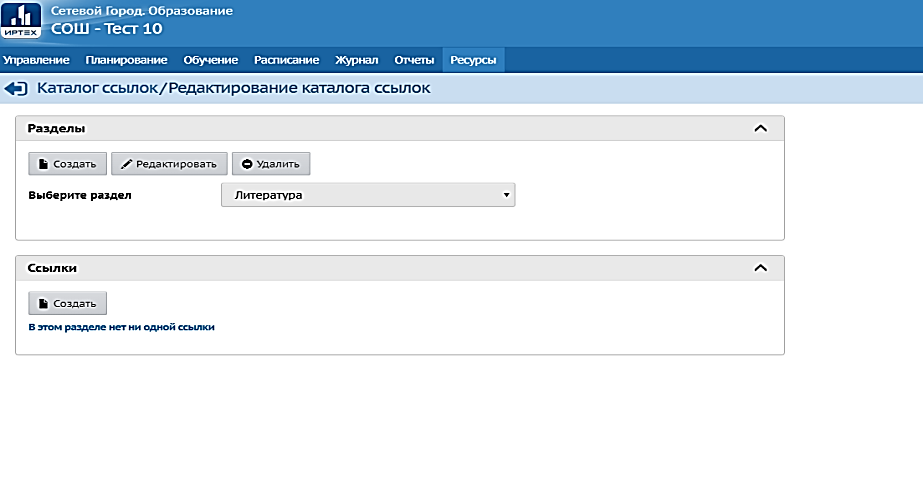 Сетевой Город. Образование
ИРТЕХ
СОШ - Тест 10
Управление Планирование Обучение Расписание Журнал Отчеты Ресурсы
Каталог ссылок/Редактирование каталога ссылок
Разделы
Создать Редактировать Удалить
Выберите раздел Литература
Ссылки
Создать
В этом разделе нет ни одной ссылки